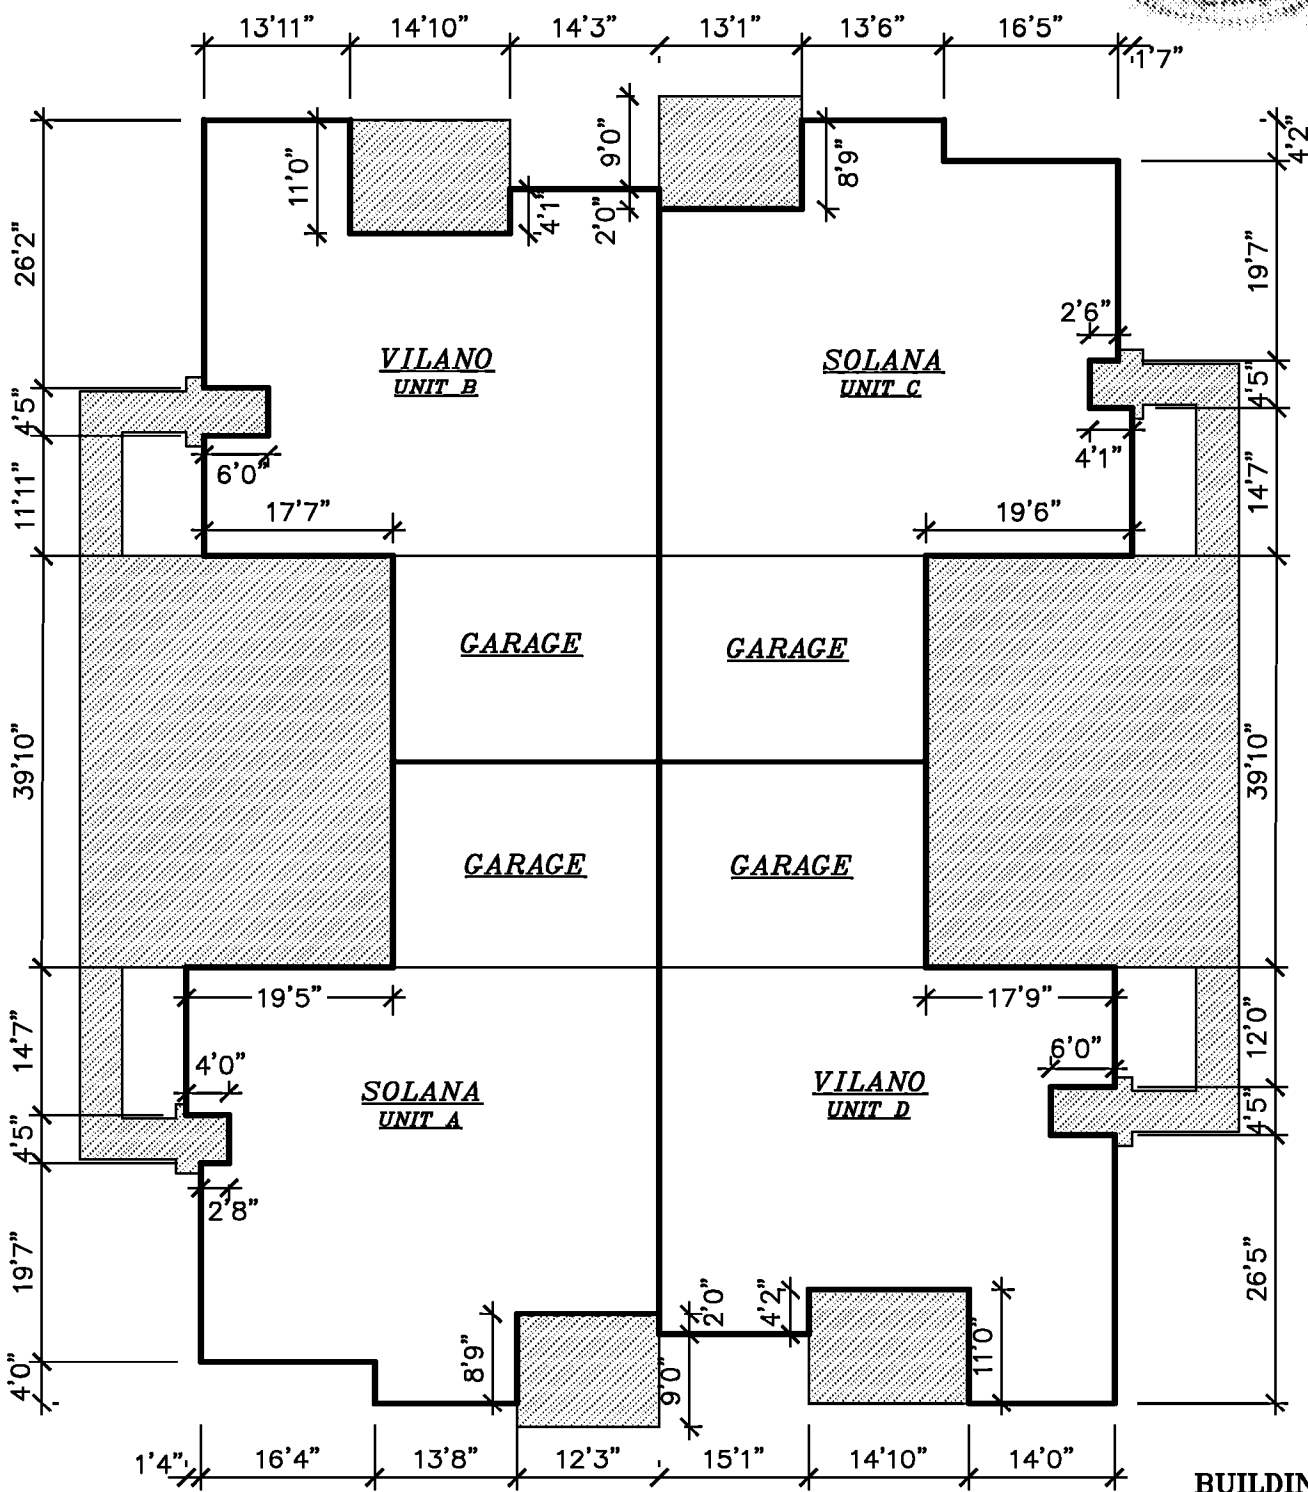 13'11" 14'10" 14'3" 13'1" 13'6" 16'5"
1'7"
9'0"
11'0"
8'9"
4'2"
4'1"
2'0"
26'2"
19'7"
2'6"
VILANO
UNIT B
SOLANA
UNIT C
4'5"
4'5"
6'0"
4'1"
11'11"
14'7"
17'7"
19'6"
GARAGE
GARAGE
39'10"
39'10"
GARAGE
GARAGE
19'5"
17'9"
14'7"
12'0"
4'0"
6'0"
SOLANA
UNIT A
VILANO
UNIT D
4'5"
4'5"
2'8"
19'7"
26'5"
2'0"
4'2"
8'9"
11'0"
9'0"
4'0"
1'4" 16'4" 13'8" 12'3" 15'1" 14'10" 14'0"
BUILDIN